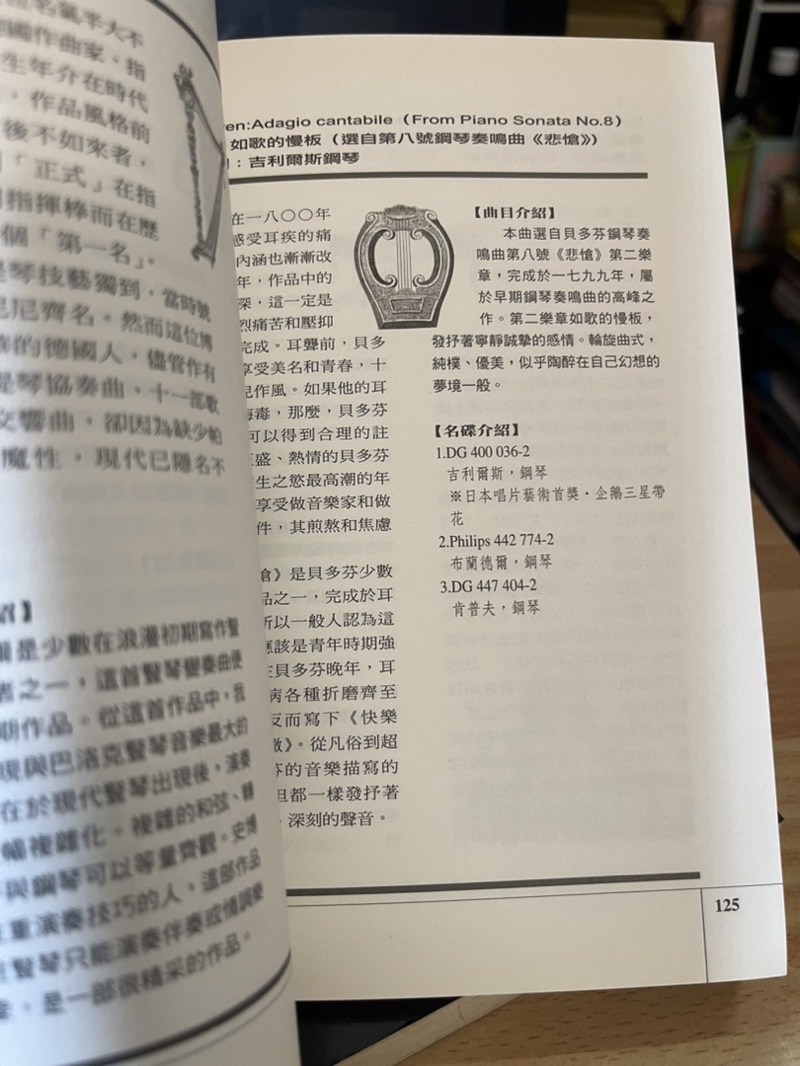 名氣平大不
國作曲家、指
生年介在時代
，作品風格前
後不如來者，
「正式」在指
指揮棒而在歷
個「第一名」。
琴技藝獨到，當時號
尼尼齊名。然而這位博
的德國人，儘管作有
是琴協奏曲、十一部歌
交響曲，卻因為缺少帕
魔性，現代已隱名不
紹】
爾是少數在浪漫初期寫作豎
者之一，這首豎琴變奏曲便
期作品。從這首作品中，我
現與巴洛克豎琴音樂最大的
在於現代豎琴出現後，演奏
幅複雜化。複雜的和弦、轉
與鋼琴可以等量齊觀。史博
重演奏技巧的人，這部作品
豎琴只能演奏伴奏或情調樂
，是一部很精采的作品。
en:Adagio cantabile（From Piano Sonata No.8）
如歌的慢板（選自第八號鋼琴奏鳴曲《悲愴》）
：吉利爾斯鋼琴
在一八〇〇年
感受耳疾的痛
內涵也漸漸改
年，作品中的
深，這一定是
烈痛苦和壓抑
完成。耳聾前，貝多
享受美名和青春，十
兒作風。如果他的耳
毒，那麼，貝多芬
可以得到合理的註
盛、熱情的貝多芬
生之慾最高潮的年
享受做音樂家和做
件，其煎熬和焦慮
愴》是貝多芬少數
品之一，完成於耳
所以一般人認為這
應該是青年時期強
在貝多芬晚年，耳
病各種折磨齊至
反而寫下《快樂
》。從凡俗到超
芬的音樂描寫的
但都一樣發抒著
、深刻的聲音。
【曲目介紹】
本曲選自貝多芬鋼琴奏
鳴曲第八號《悲愴》第二樂
章，完成於一七九九年，屬
於早期鋼琴奏鳴曲的高峰之
作。第二樂章如歌的慢板，
發抒著寧靜誠摯的感情。輪旋曲式，
純樸、優美，似乎陶醉在自己幻想的
夢境一般。
【名碟介紹】
1.DG 400 036-2
吉利爾斯，鋼琴
※日本唱片藝術首獎・企鵝三星帶
花
2.Philips 442 774-2
布蘭德爾，鋼琴
3.DG 447 404-2
肯普夫，鋼琴
125